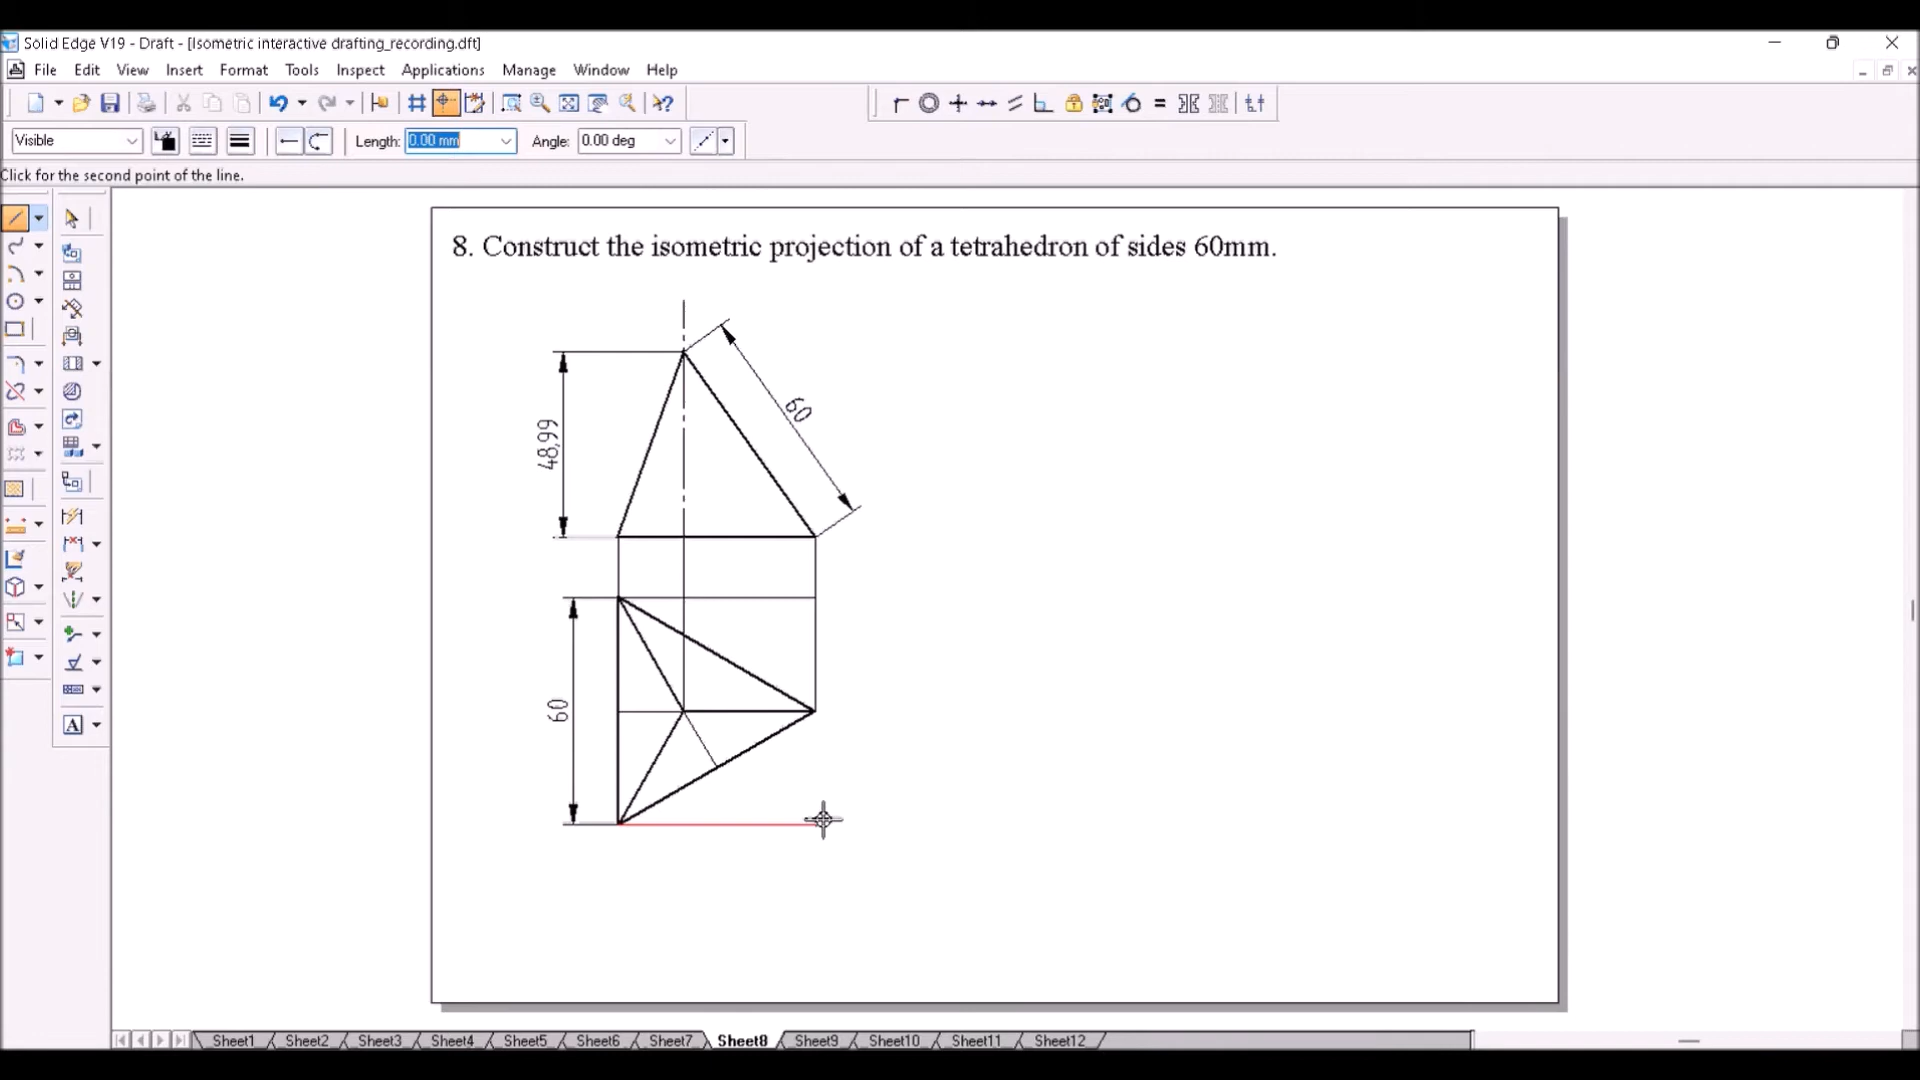 Solid Edge V19 - Draft - [Isometric interactive drafting_recording.dft]
File Edit View Insert Format Tools Inspect Applications Manage Window Help
Visible Length: 0.00 mm Angle: 0.00 deg
Click for the second point of the line.
8. Construct the isometric projection of a tetrahedron of sides 60mm.
60
48,99
60
A
Sheet1 Sheet2 Sheet3 Sheet4 Sheet5 Sheet6 Sheet7 Sheet8 Sheet9 Sheet10 Sheet11 Sheet12